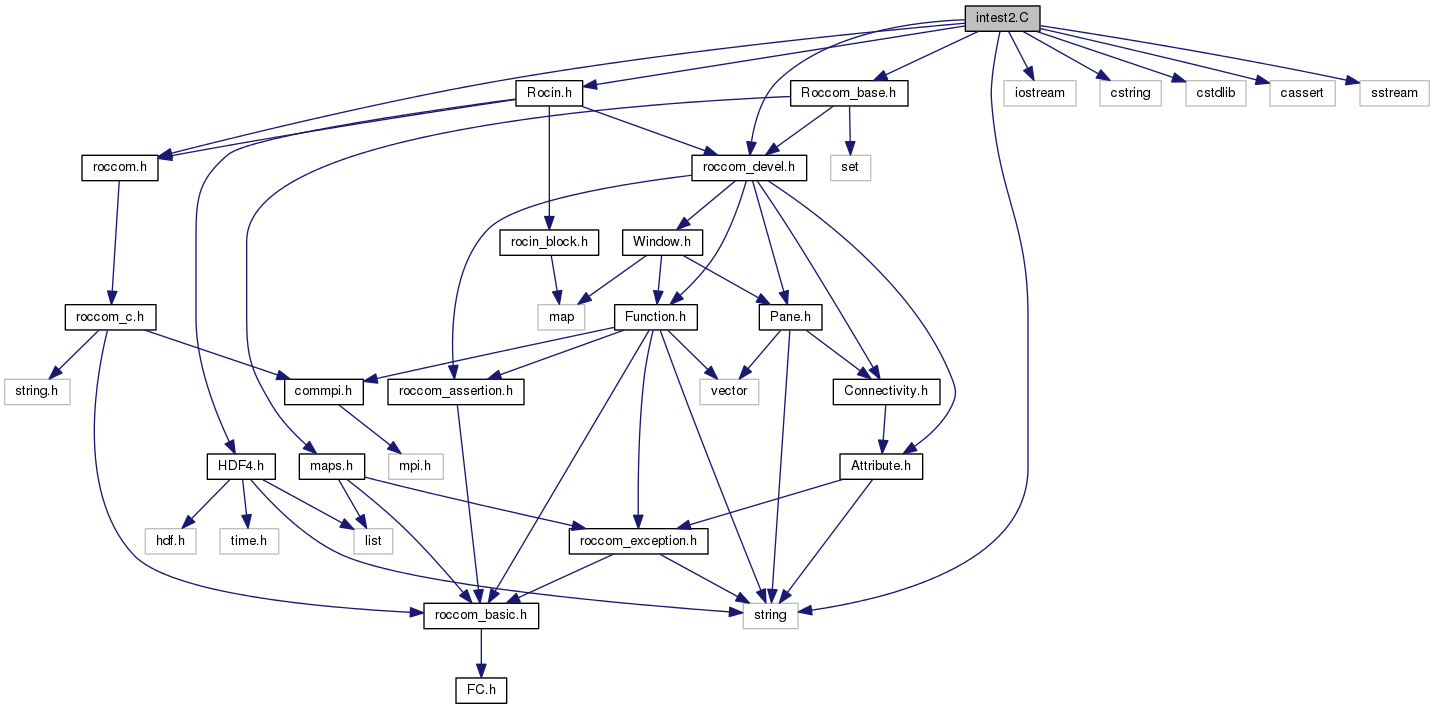 intest2.C
Rocin.h
Roccom_base.h
iostream
cstring
cstdlib
cassert
sstream
roccom.h
roccom_devel.h
set
rocin_block.h
Window.h
roccom_c.h
map
Function.h
Pane.h
string.h
commpi.h
roccom_assertion.h
vector
Connectivity.h
HDF4.h
maps.h
mpi.h
Attribute.h
hdf.h
time.h
list
roccom_exception.h
roccom_basic.h
string
FC.h